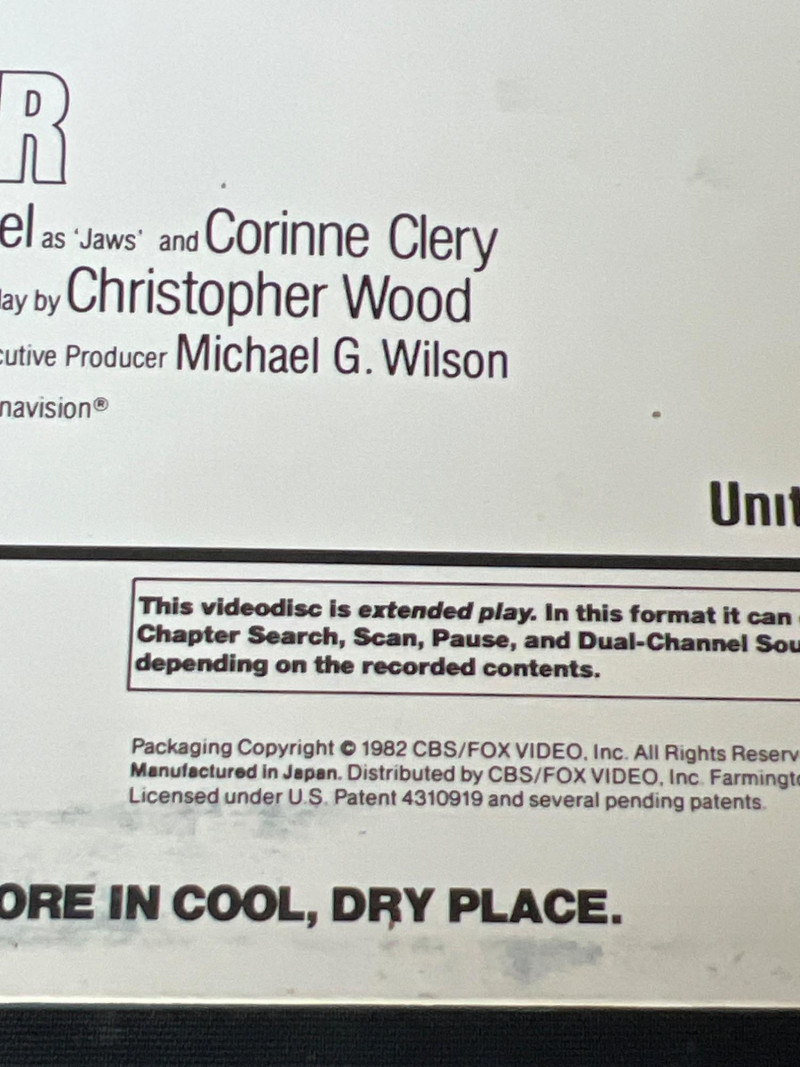 R
el as 'Jaws' and Corinne Clery
lay by Christopher Wood
cutive Producer Michael G. Wilson
navision®
Unit
This videodisc is extended play. In this format it can
Chapter Search, Scan, Pause, and Dual-Channel Sou
depending on the recorded contents.
Packaging Copyright © 1982 CBS/FOX VIDEO, Inc. All Rights Reserv
Manufactured in Japan. Distributed by CBS/FOX VIDEO, Inc. Farmingto
Licensed under U.S. Patent 4310919 and several pending patents.
ORE IN COOL, DRY PLACE.